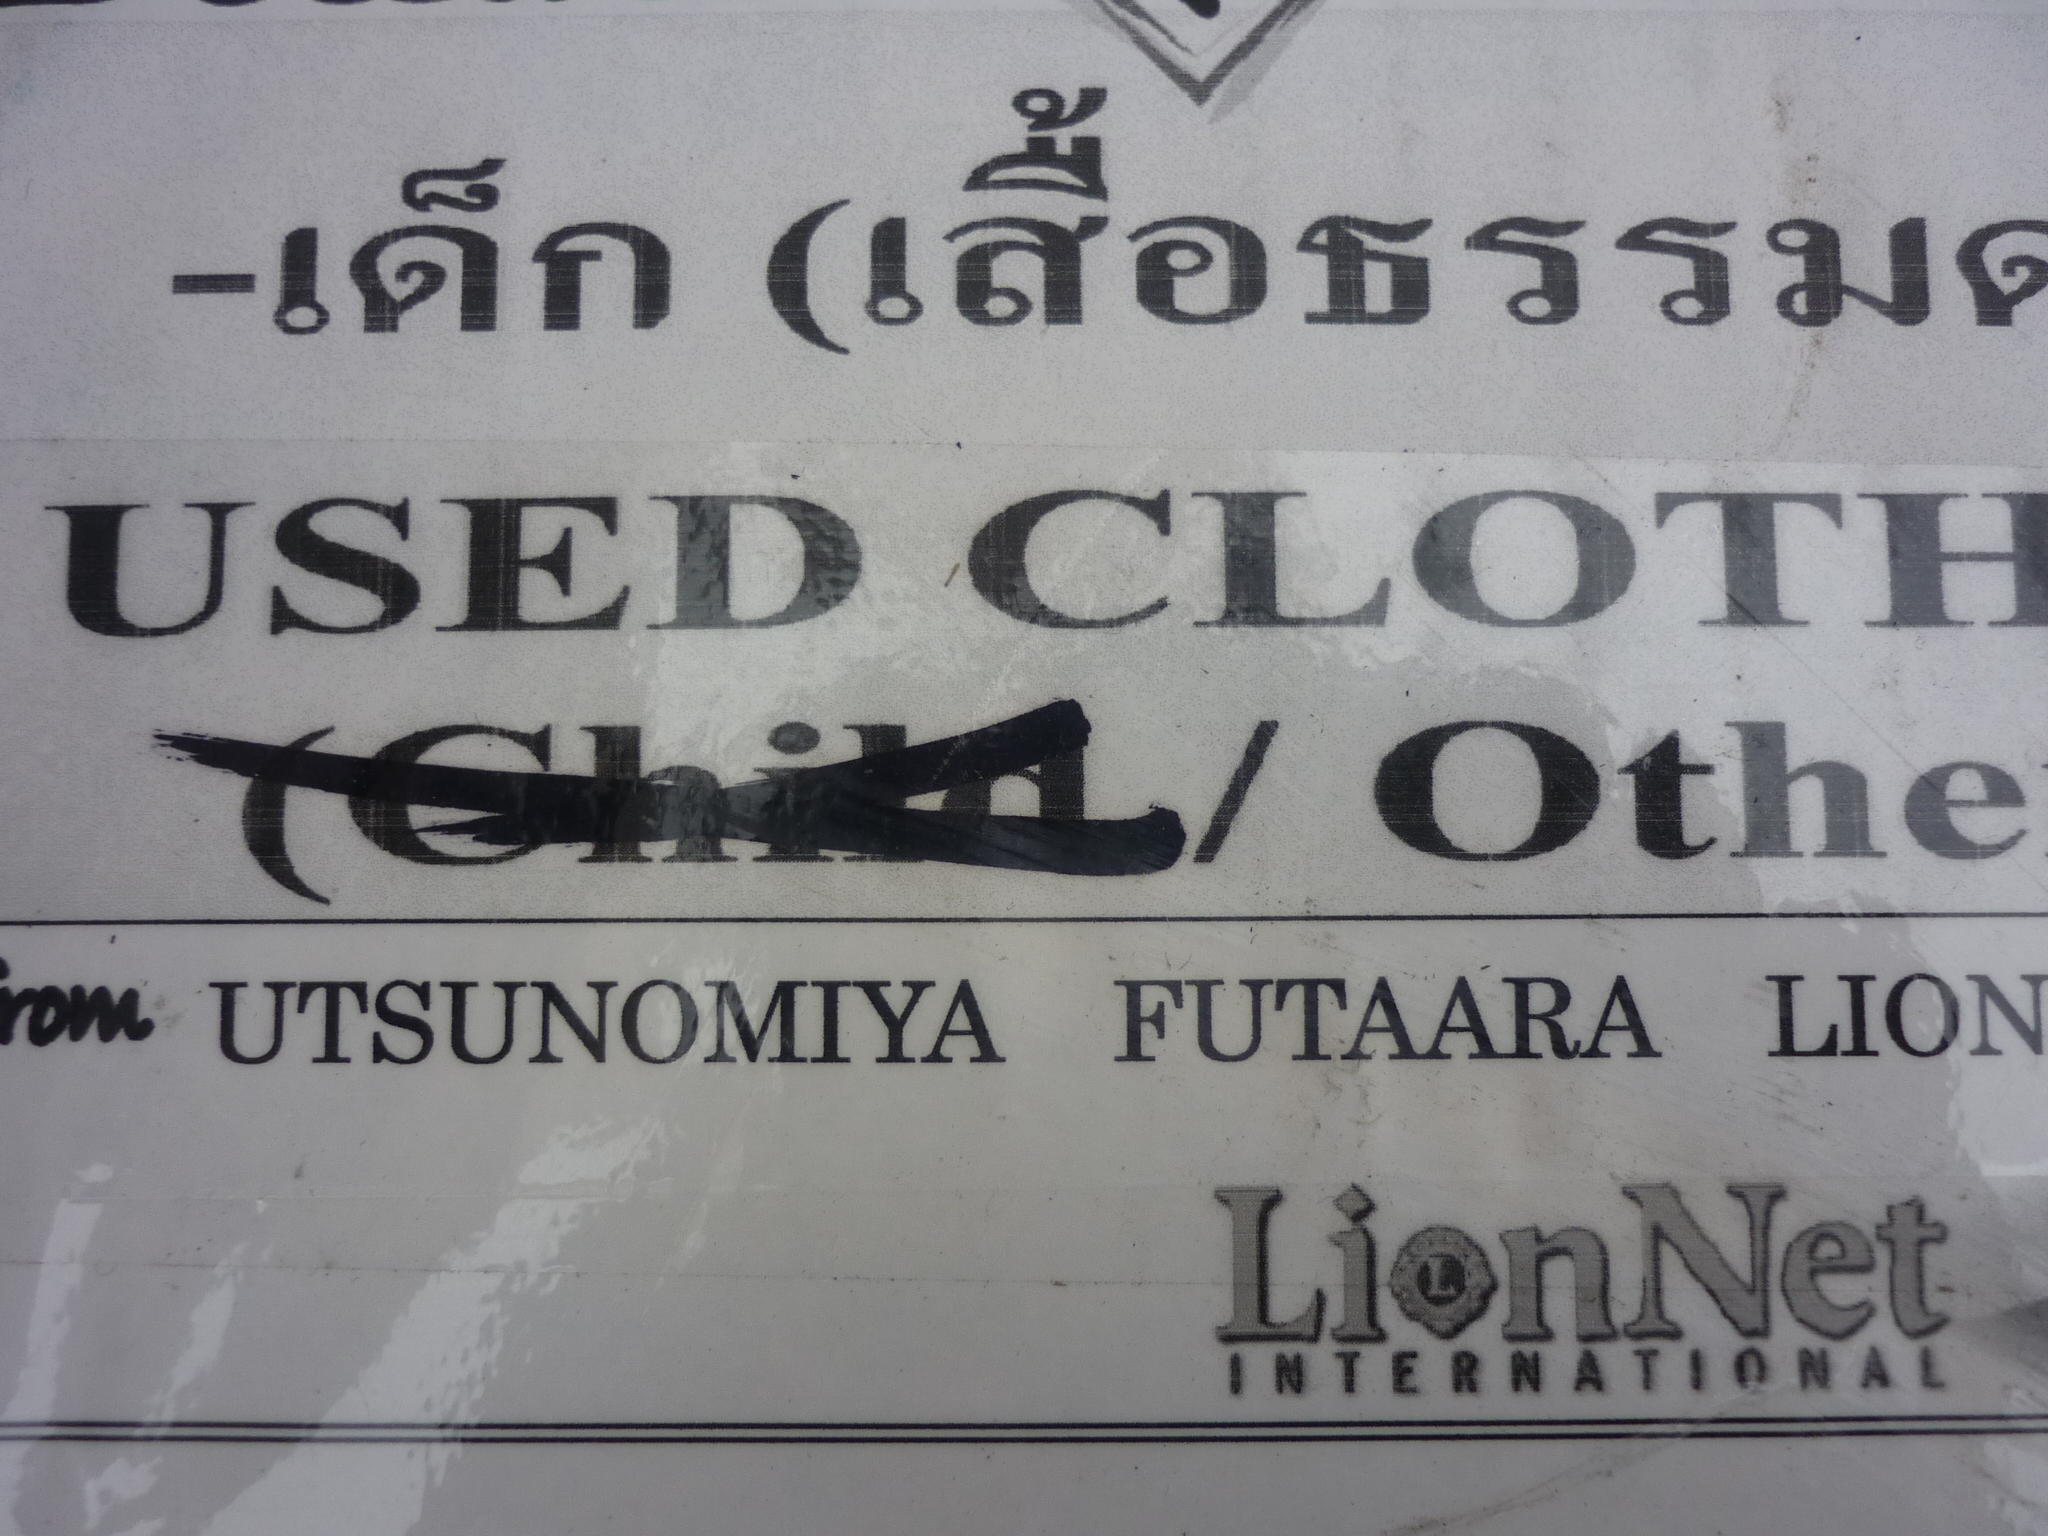 -เด็ก (เสื้อธรรมด
USED CLOTH
(Child / Other
from UTSUNOMIYA FUTAARA LION
LionNet
INTERNATIONAL